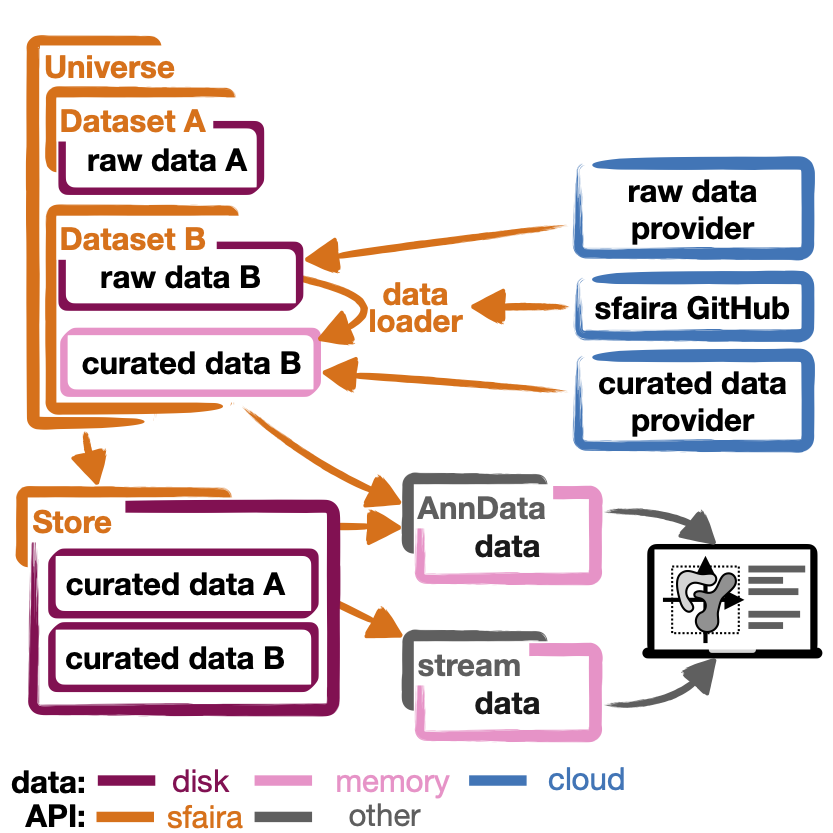 Universe
Dataset A
raw data A
Dataset B
raw data B
curated data B
data
loader
raw data
provider
sfaira GitHub
curated data
provider
Store
curated data A
curated data B
AnnData
data
stream
data
data: disk memory cloud
API: sfaira other